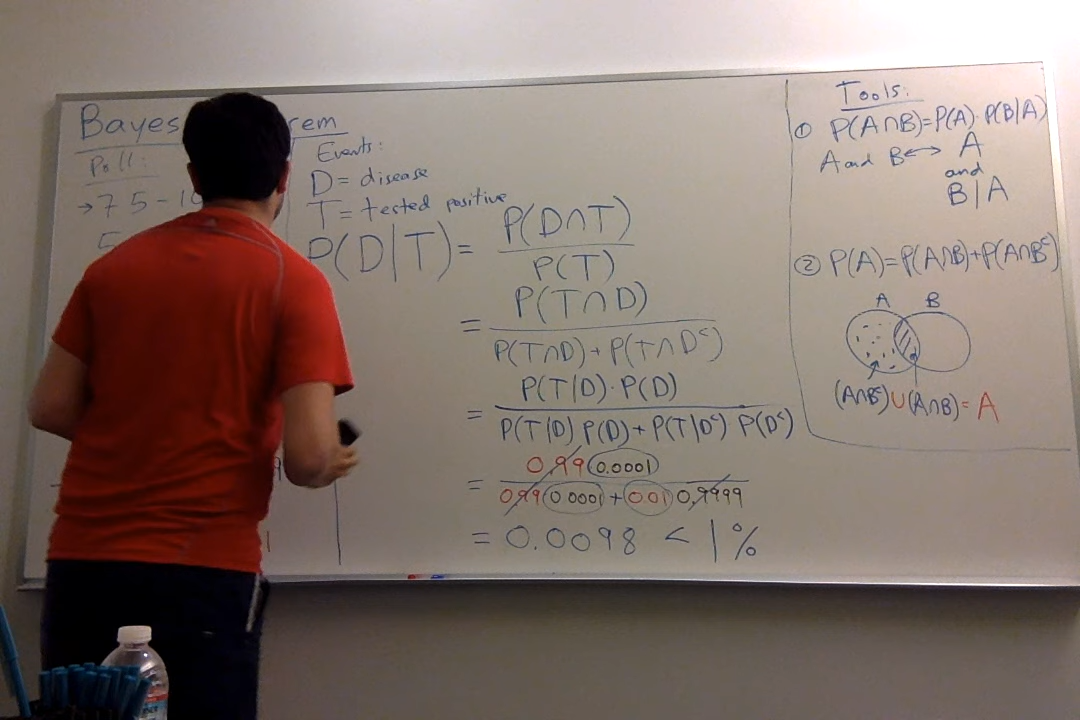 Bayes rem
Poll:
→ 75-10
Events:
D = disease
T = tested positive
P(D|T) = P(D∩T)
P(T)
= P(T∩D)
P(T∩D) + P(T∩Dᶜ)
= P(T|D) · P(D)
P(T|D) P(D) + P(T|Dᶜ) P(Dᶜ)
= 0.99 (0.0001)
0.99 (0.0001) + 0.01 0.9999
= 0.0098 < 1%
Tools:
① P(A∩B) = P(A) · P(B|A)
A and B ↔ A
and
B|A
② P(A) = P(A∩B) + P(A∩Bᶜ)
A B
(A∩Bᶜ) ∪ (A∩B) = A